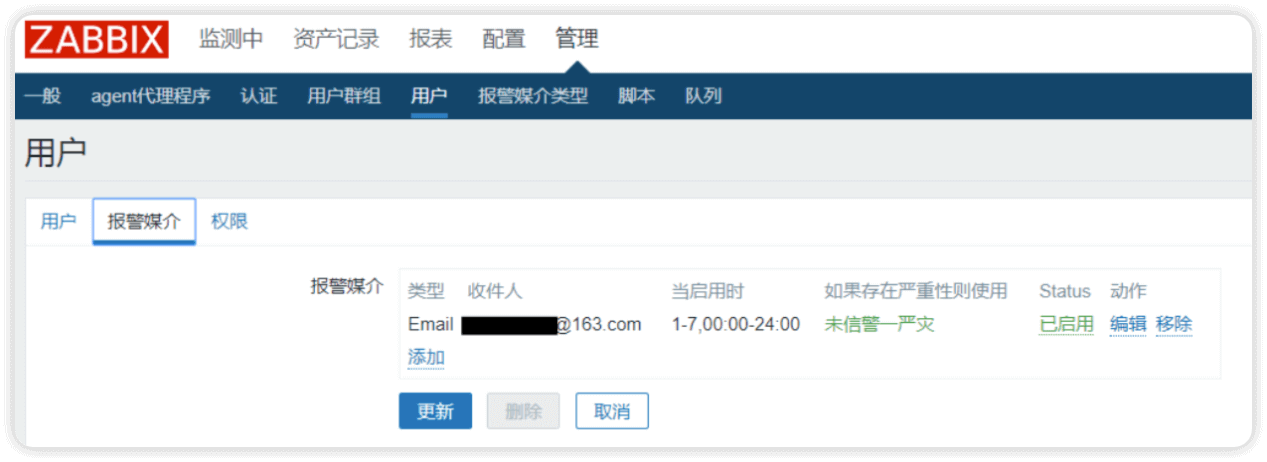 ZABBIX 监测中 资产记录 报表 配置 管理
一般 agent代理程序 认证 用户群组 用户 报警媒介类型 脚本 队列
用户
用户 报警媒介 权限
报警媒介 类型 收件人 当启用时 如果存在严重性则使用 Status 动作
Email @163.com 1-7,00:00-24:00 未信警一严灾 已启用 编辑 移除
添加
更新 删除 取消